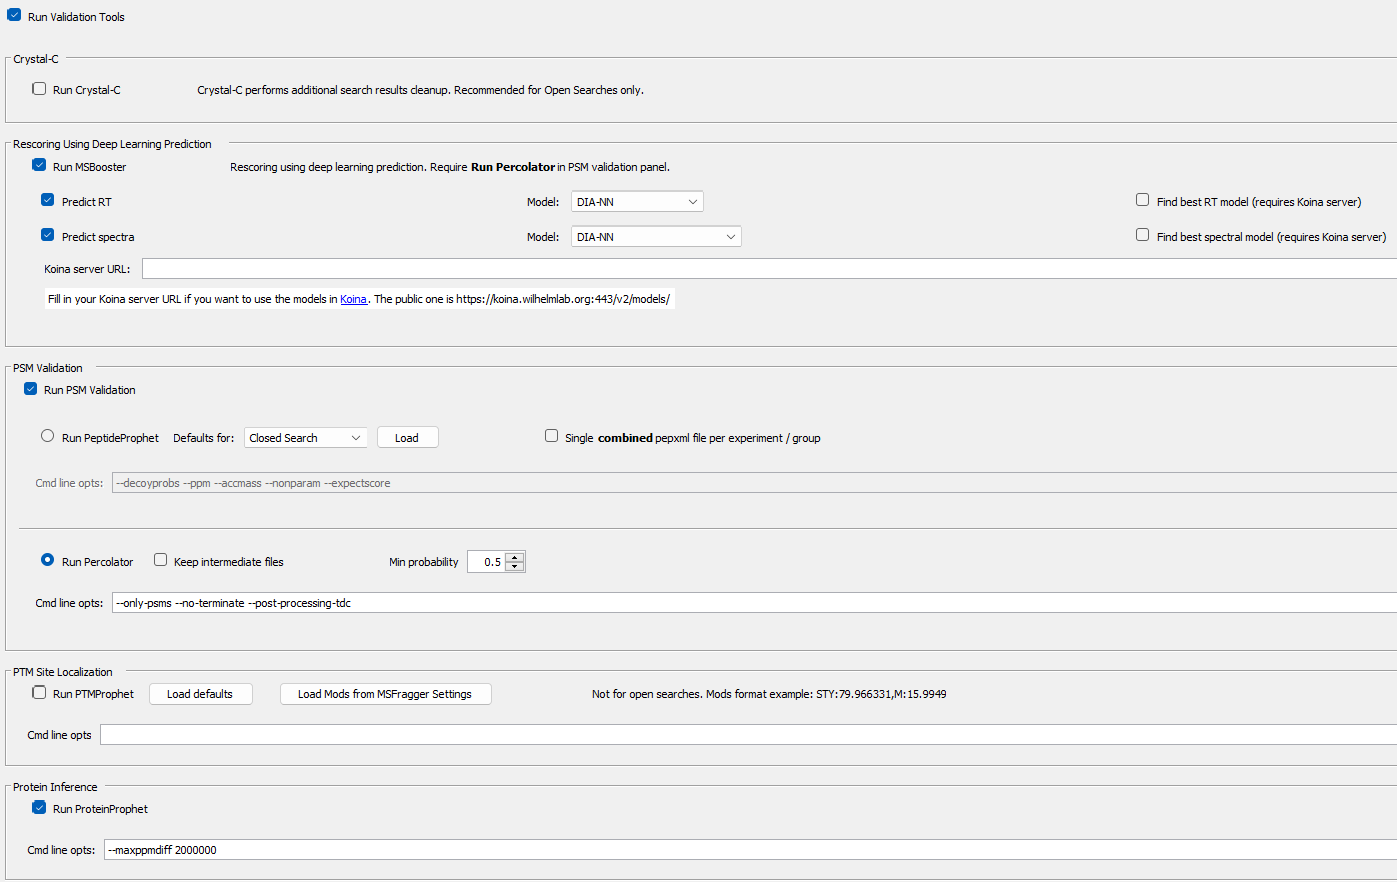 Run Validation Tools
Crystal-C
Run Crystal-C Crystal-C performs additional search results cleanup. Recommended for Open Searches only.
Rescoring Using Deep Learning Prediction
Run MSBooster Rescoring using deep learning prediction. Require Run Percolator in PSM validation panel.
Predict RT Model: DIA-NN Find best RT model (requires Koina server)
Predict spectra Model: DIA-NN Find best spectral model (requires Koina server)
Koina server URL:
Fill in your Koina server URL if you want to use the models in Koina. The public one is https://koina.wilhelmlab.org:443/v2/models/
PSM Validation
Run PSM Validation
Run PeptideProphet Defaults for: Closed Search Load Single combined pepxml file per experiment / group
Cmd line opts: --decoyprobs --ppm --accmass --nonparam --expectscore
Run Percolator Keep intermediate files Min probability 0.5
Cmd line opts: --only-psms --no-terminate --post-processing-tdc
PTM Site Localization
Run PTMProphet Load defaults Load Mods from MSFragger Settings Not for open searches. Mods format example: STY:79.966331,M:15.9949
Cmd line opts
Protein Inference
Run ProteinProphet
Cmd line opts: --maxppmdiff 2000000